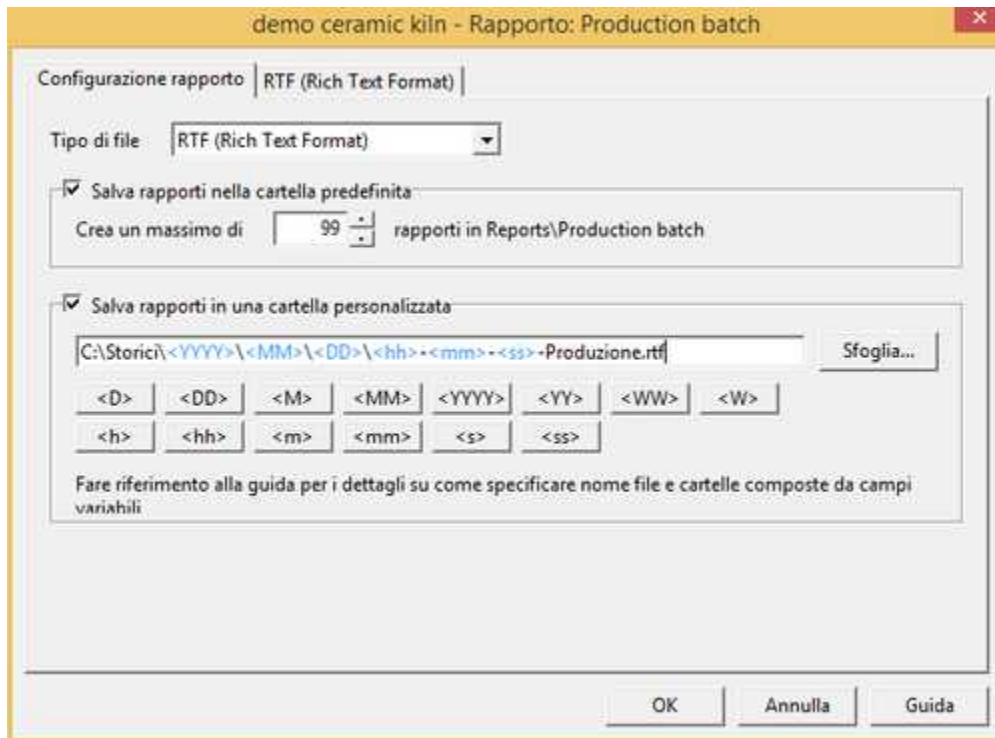 demo ceramic kiln - Rapporto: Production batch
Configurazione rapporto RTF (Rich Text Format)
Tipo di file RTF (Rich Text Format)
Salva rapporti nella cartella predefinita
Crea un massimo di 99 rapporti in Reports\Production batch
Salva rapporti in una cartella personalizzata
C:\Storici\<YYYY>\<MM>\<DD>\<hh>-<mm>-<ss>-Produzione.rtf Sfoglia...
<D> <DD> <M> <MM> <YYYY> <YY> <WW> <W>
<h> <hh> <m> <mm> <s> <ss>
Fare riferimento alla guida per i dettagli su come specificare nome file e cartelle composte da campi
variabili
OK Annulla Guida